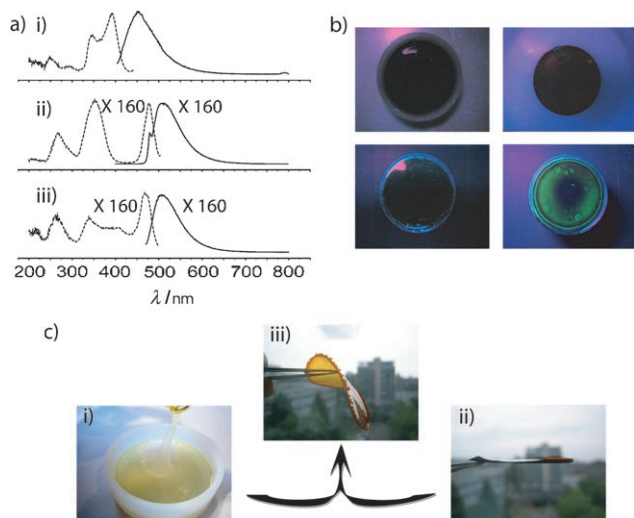 a)
i)
ii)
X 160
X 160
iii)
X 160
X 160
200 300 400 500 600 700 800
λ/nm
b)
c)
i)
iii)
ii)